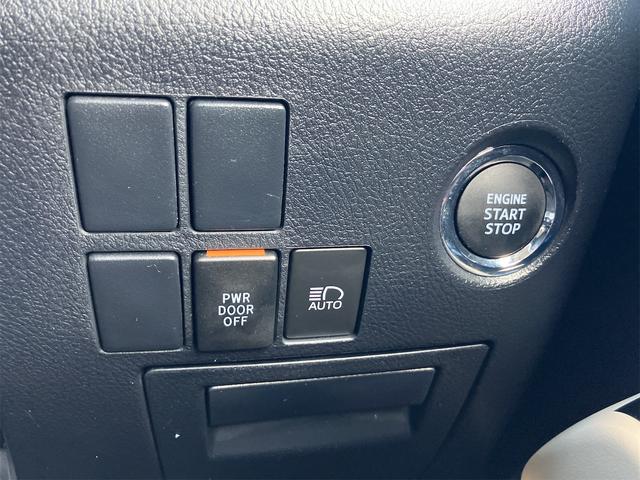 ENGINE
START
STOP
PWR
DOOR
OFF
AUTO